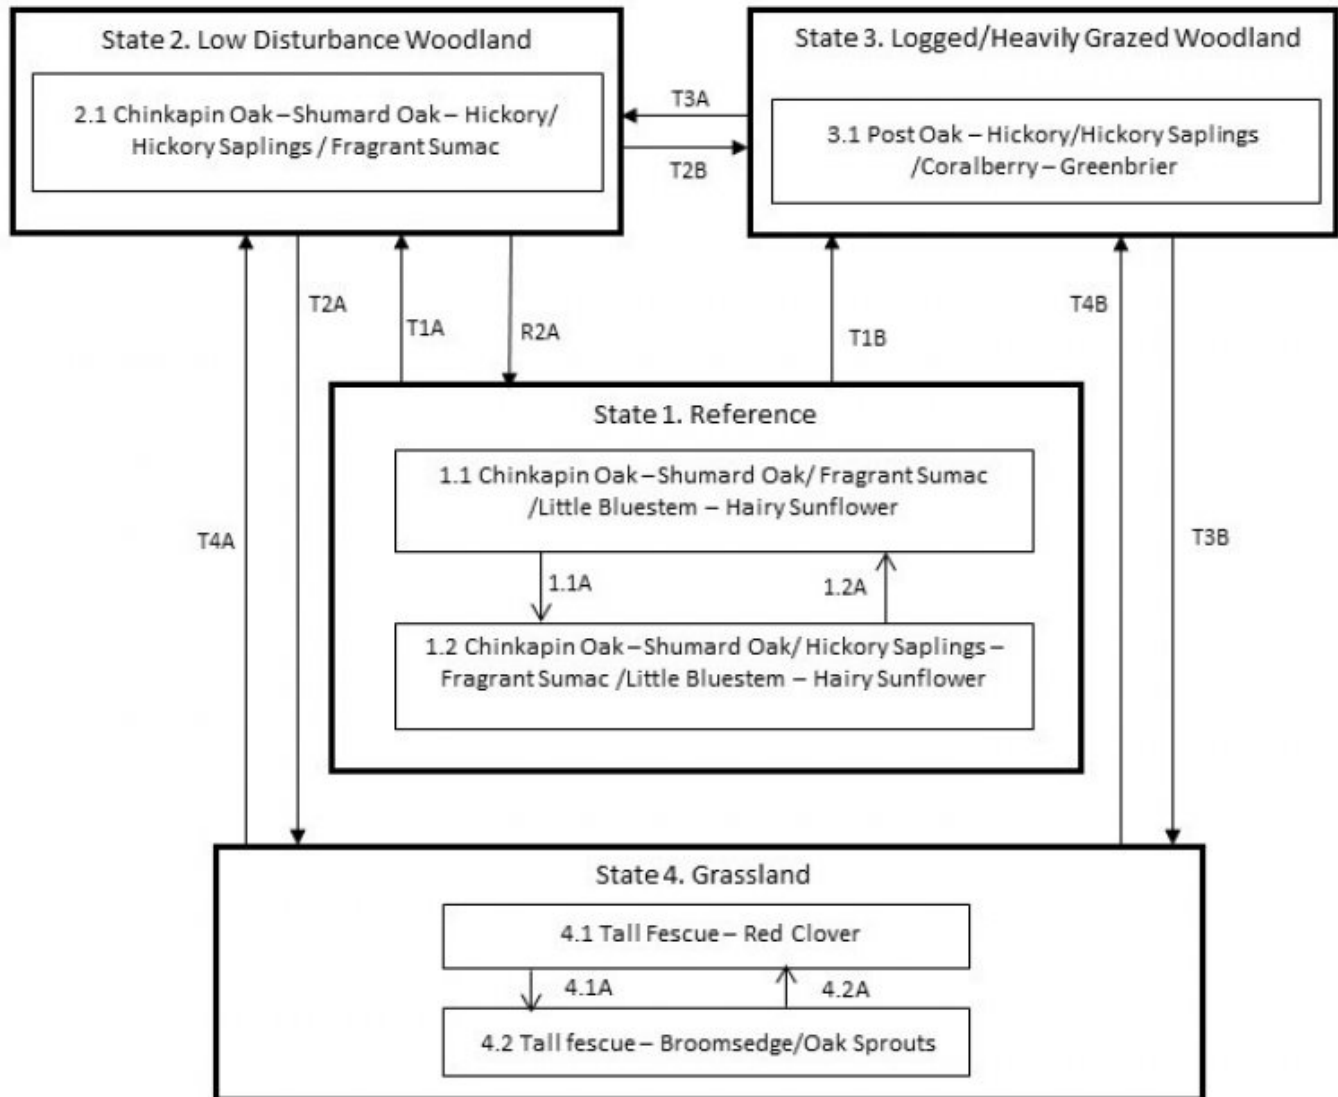 State 2. Low Disturbance Woodland
2.1 Chinkapin Oak – Shumard Oak – Hickory/
Hickory Saplings / Fragrant Sumac
State 3. Logged/Heavily Grazed Woodland
3.1 Post Oak – Hickory/Hickory Saplings
/Coralberry – Greenbrier
T3A
T2B
T2A
T1A
R2A
T1B
T4B
T4A
T3B
State 1. Reference
1.1 Chinkapin Oak – Shumard Oak/ Fragrant Sumac
/Little Bluestem – Hairy Sunflower
1.1A
1.2A
1.2 Chinkapin Oak – Shumard Oak/ Hickory Saplings –
Fragrant Sumac /Little Bluestem – Hairy Sunflower
State 4. Grassland
4.1 Tall Fescue – Red Clover
4.1A
4.2A
4.2 Tall fescue – Broomsedge/Oak Sprouts